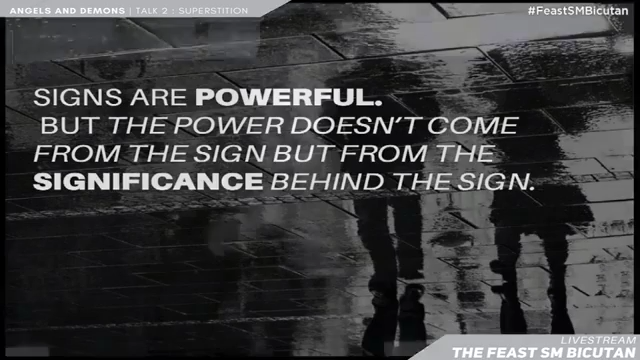 ANGELS AND DEMONS | TALK 2 : SUPERSTITION
#FeastSMBicutan
SIGNS ARE POWERFUL.
BUT THE POWER DOESN'T COME
FROM THE SIGN BUT FROM THE
SIGNIFICANCE BEHIND THE SIGN.
LIVESTREAM
THE FEAST SM BICUTAN